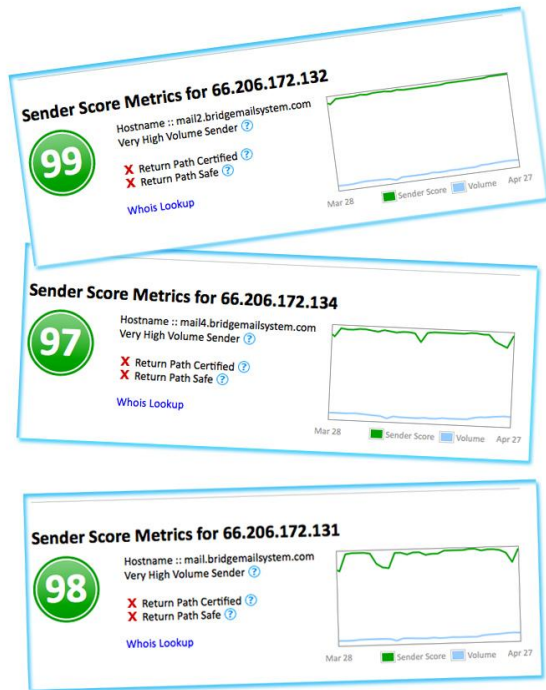 Sender Score Metrics for 66.206.172.132
99
Hostname :: mail2.bridgemailsystem.com
Very High Volume Sender ?
X Return Path Certified ?
X Return Path Safe ?
Whois Lookup
Mar 28 Sender Score Volume Apr 27
Sender Score Metrics for 66.206.172.134
97
Hostname :: mail4.bridgemailsystem.com
Very High Volume Sender ?
X Return Path Certified ?
X Return Path Safe ?
Whois Lookup
Mar 28 Sender Score Volume Apr 27
Sender Score Metrics for 66.206.172.131
98
Hostname :: mail.bridgemailsystem.com
Very High Volume Sender ?
X Return Path Certified ?
X Return Path Safe ?
Whois Lookup
Mar 28 Sender Score Volume Apr 27